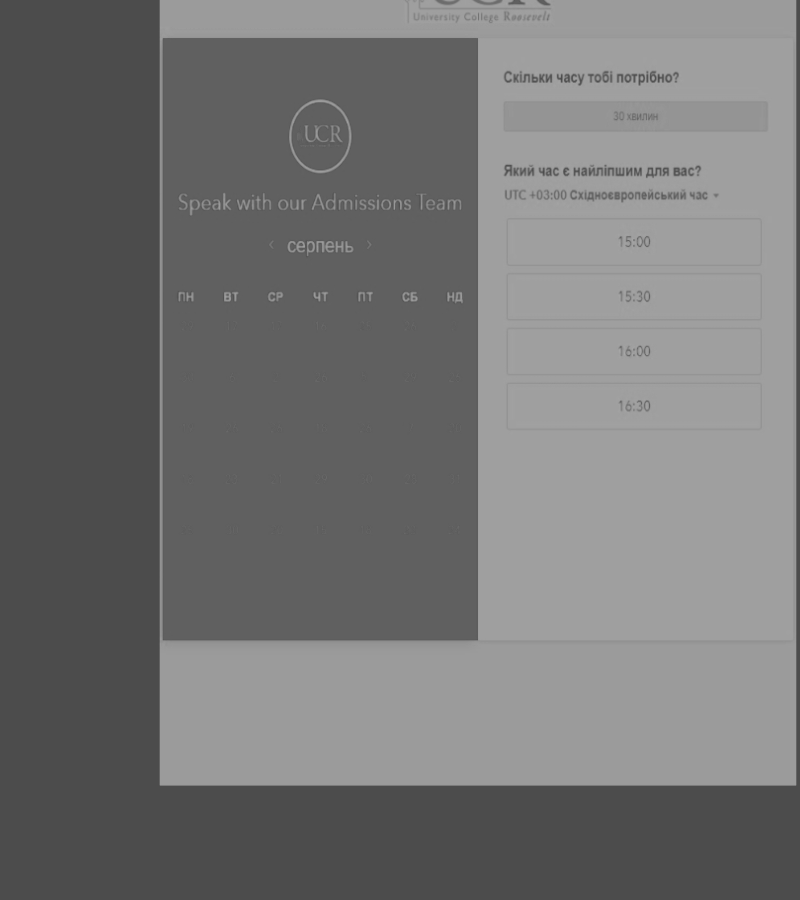 UCR
University College Roosevelt
UCR
Speak with our Admissions Team
серпень
ПН ВТ СР ЧТ ПТ СБ НД
Скільки часу тобі потрібно?
30 хвилин
Який час є найліпшим для вас?
UTC +03:00 Східноєвропейський час
15:00
15:30
16:00
16:30